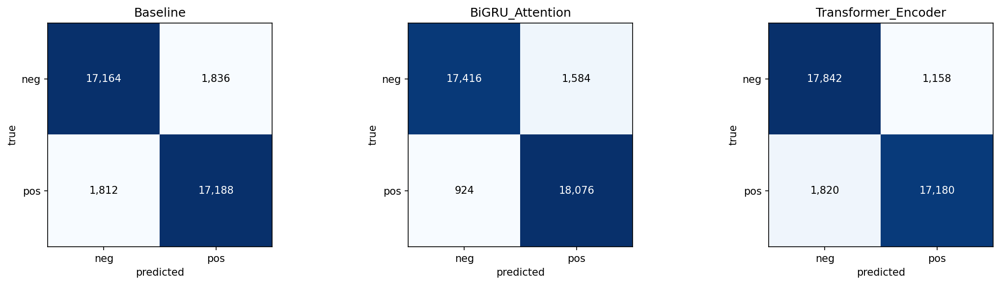 Baseline
neg
17,164
1,836
true
pos
1,812
17,188
neg
pos
predicted
BiGRU_Attention
neg
17,416
1,584
true
pos
924
18,076
neg
pos
predicted
Transformer_Encoder
neg
17,842
1,158
true
pos
1,820
17,180
neg
pos
predicted